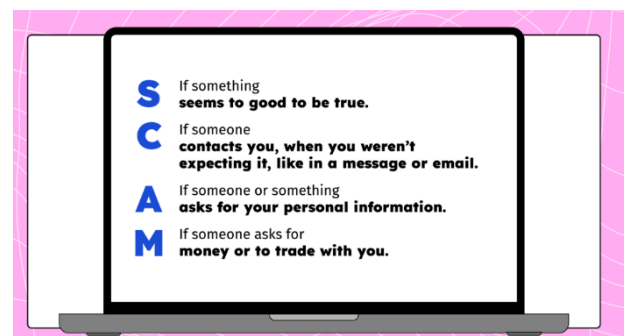 S If something
seems to good to be true.
C If someone
contacts you, when you weren't
expecting it, like in a message or email.
A If someone or something
asks for your personal information.
M If someone asks for
money or to trade with you.